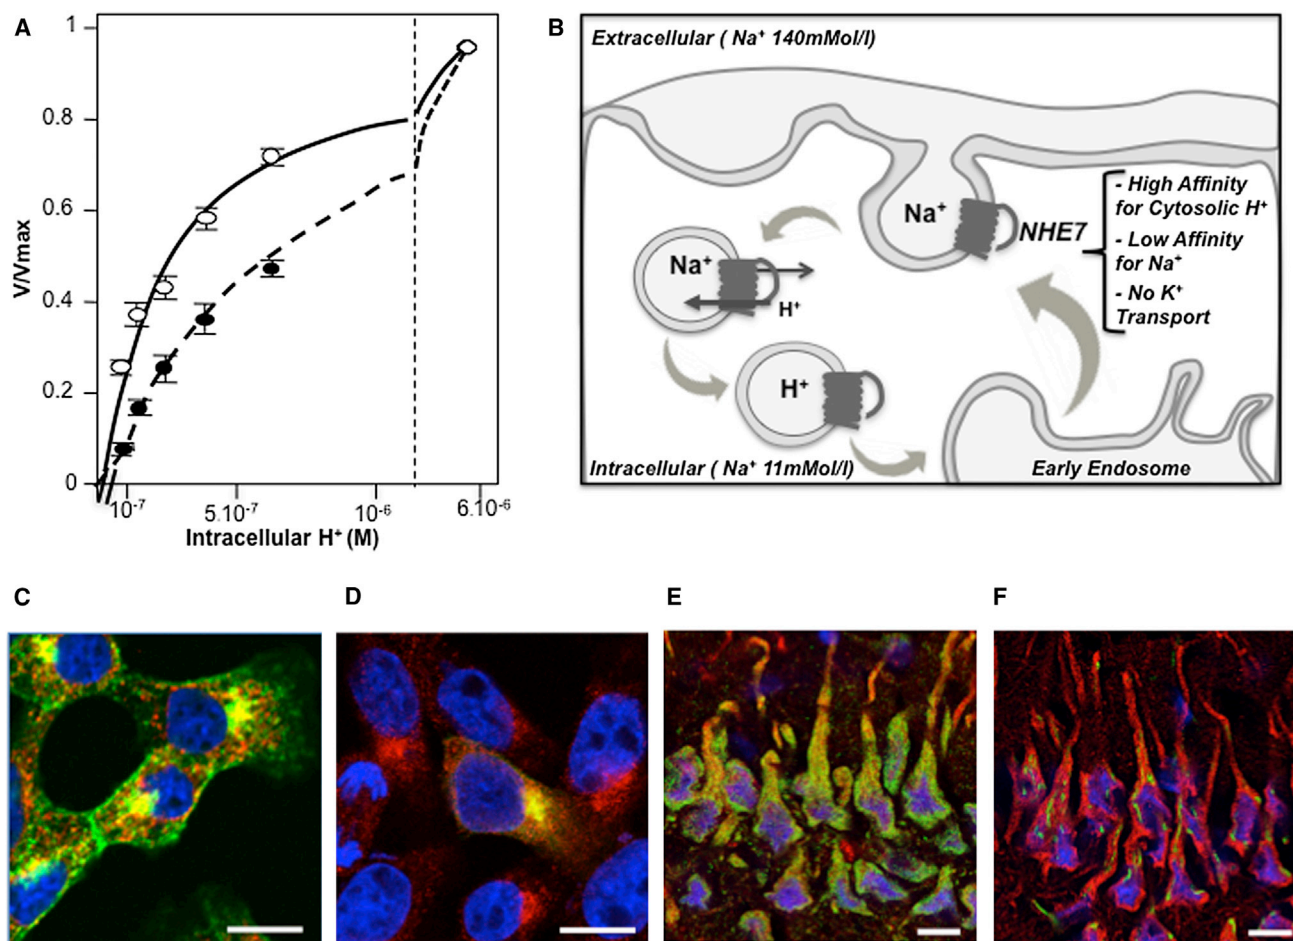 A
1
0.8
0.6
0.4
0.2
0
V/Vmax
10⁻⁷
5.10⁻⁷
10⁻⁶
6.10⁻⁶
Intracellular H⁺ (M)
B
Extracellular ( Na⁺ 140mMol/l)
Na⁺
NHE7
- High Affinity
for Cytosolic H⁺
- Low Affinity
for Na⁺
- No K⁺
Transport
Na⁺
H⁺
H⁺
Intracellular ( Na⁺ 11mMol/l)
Early Endosome
C
D
E
F